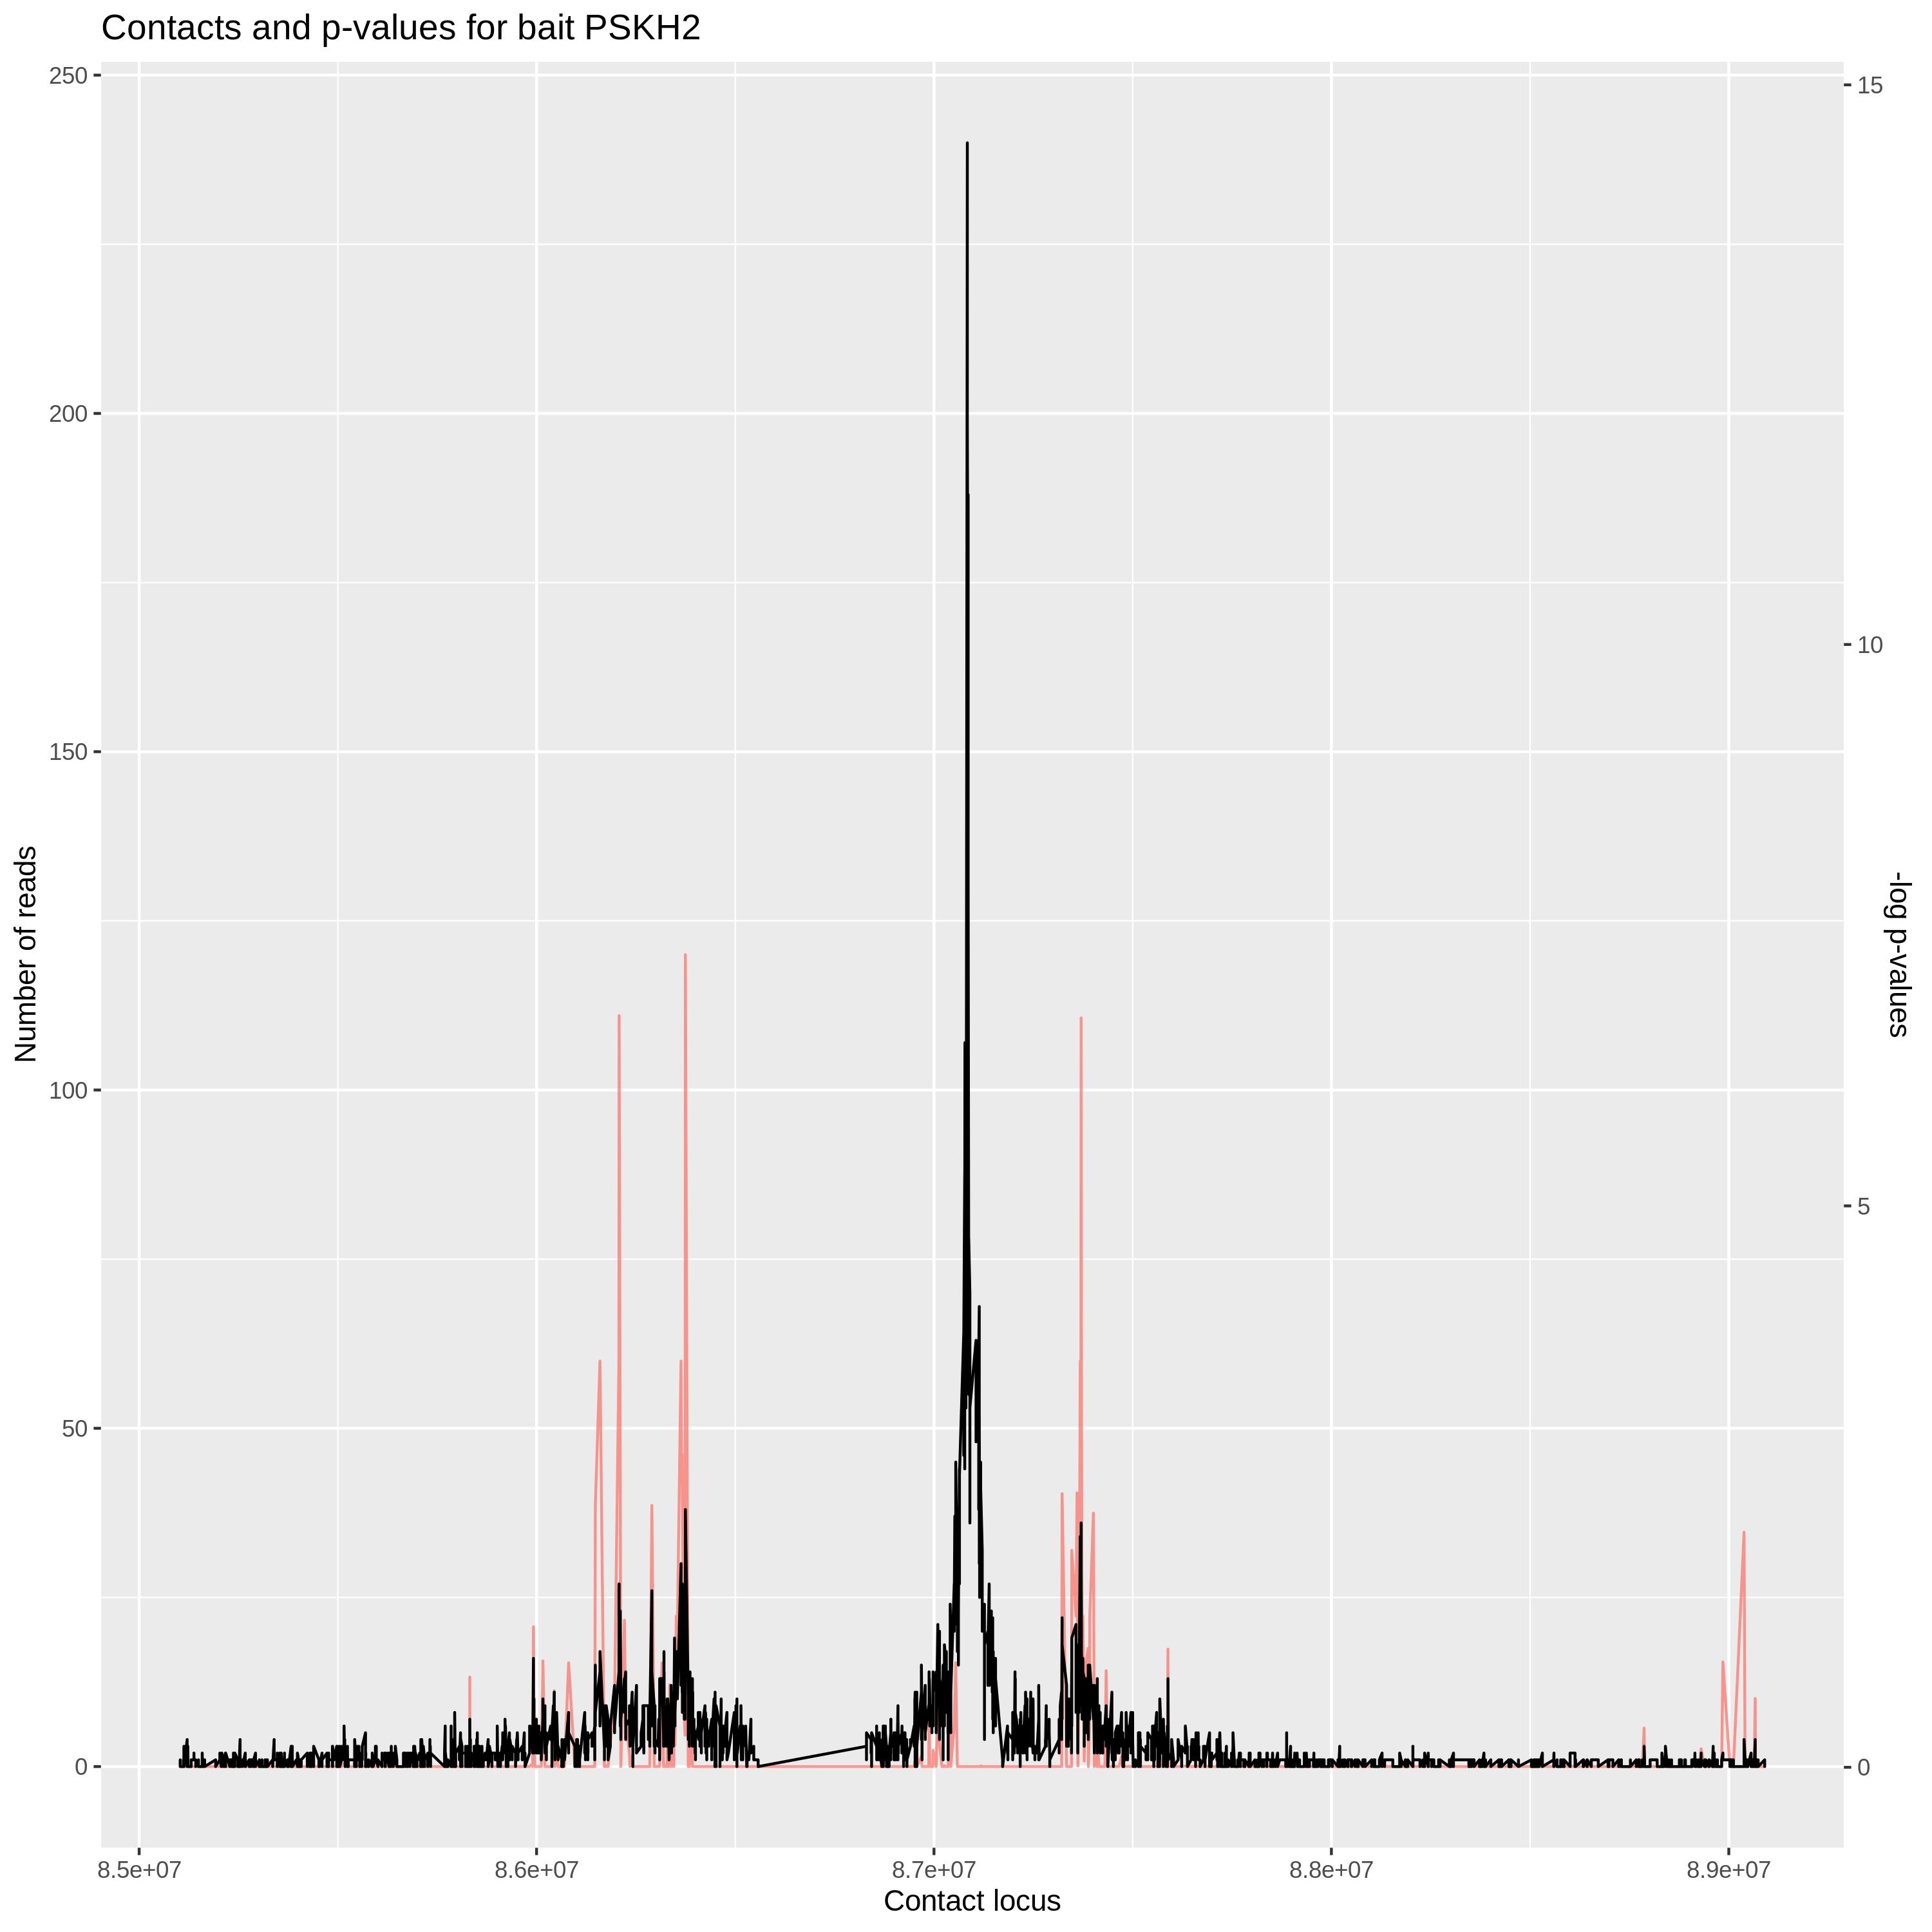 Contacts and p-values for bait PSKH2
250
200
150
100
50
0
Number of reads
15
10
5
0
-log p-values
8.5e+07 8.6e+07 8.7e+07 8.8e+07 8.9e+07
Contact locus